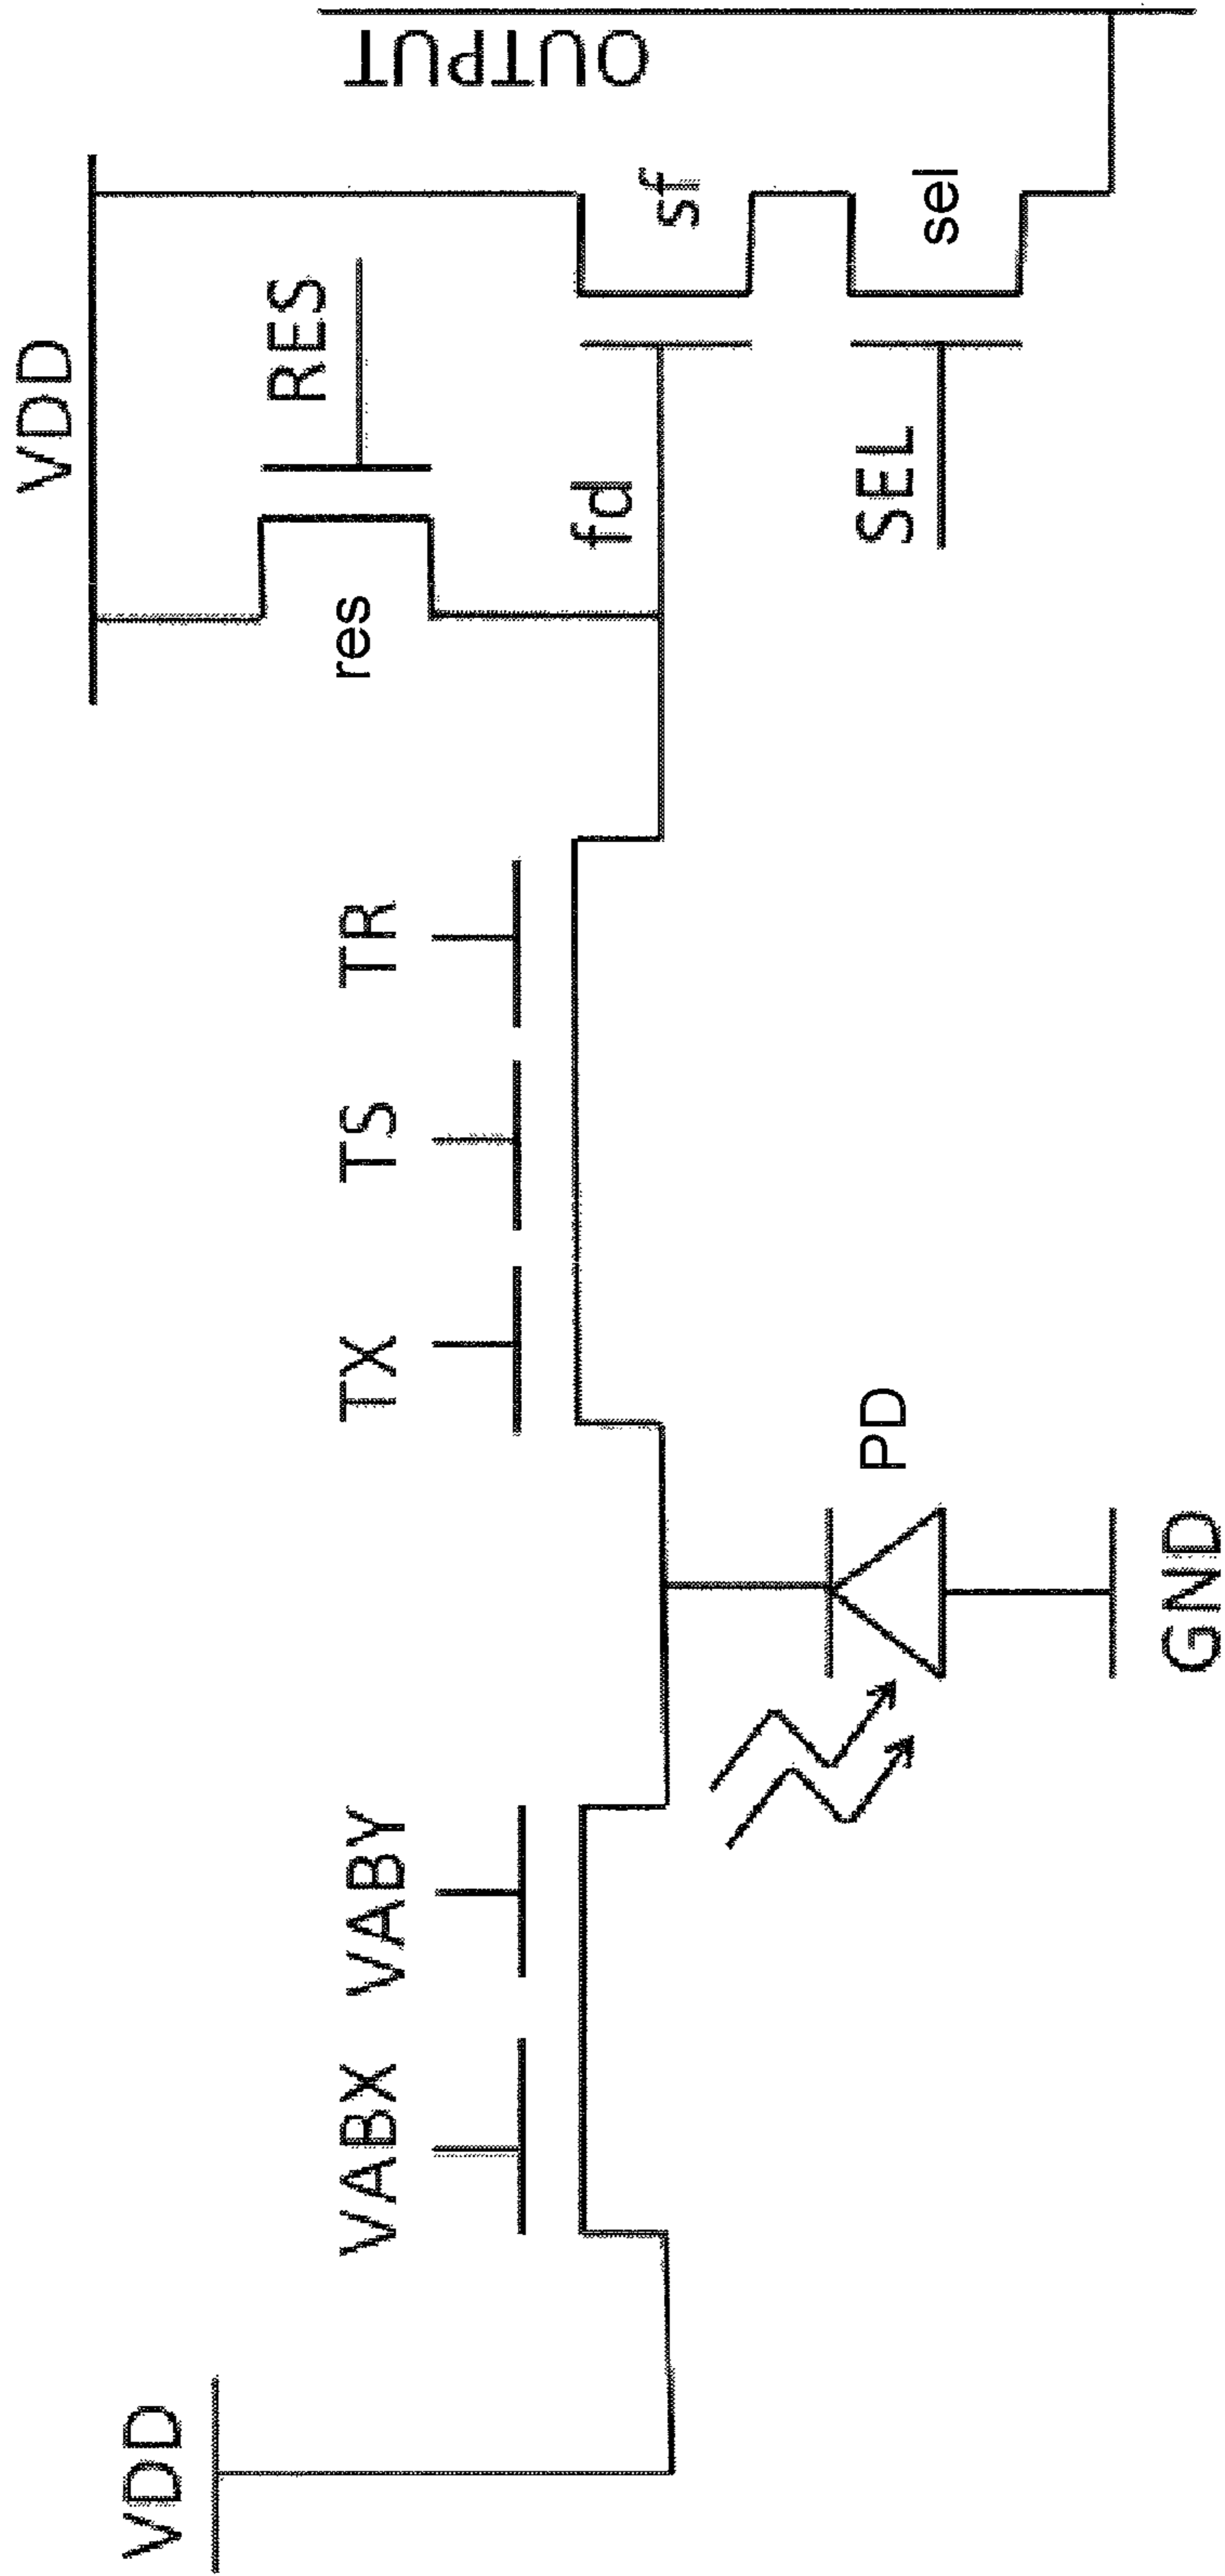 VDD
VABX
VABY
TX
TS
TR
VDD
RES
res
fd
sf
SEL
sel
OUTPUT
PD
GND